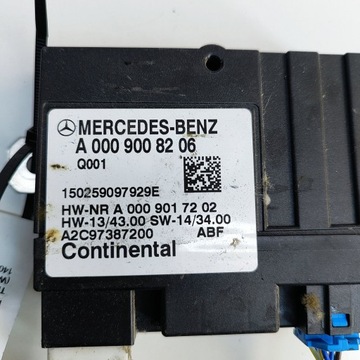 MERCEDES-BENZ
A 000 900 82 06
Q001
150259097929E
HW-NR A 000 901 72 02
HW-13/43.00 SW-14/34.00
A2C97387200 ABF
Continental